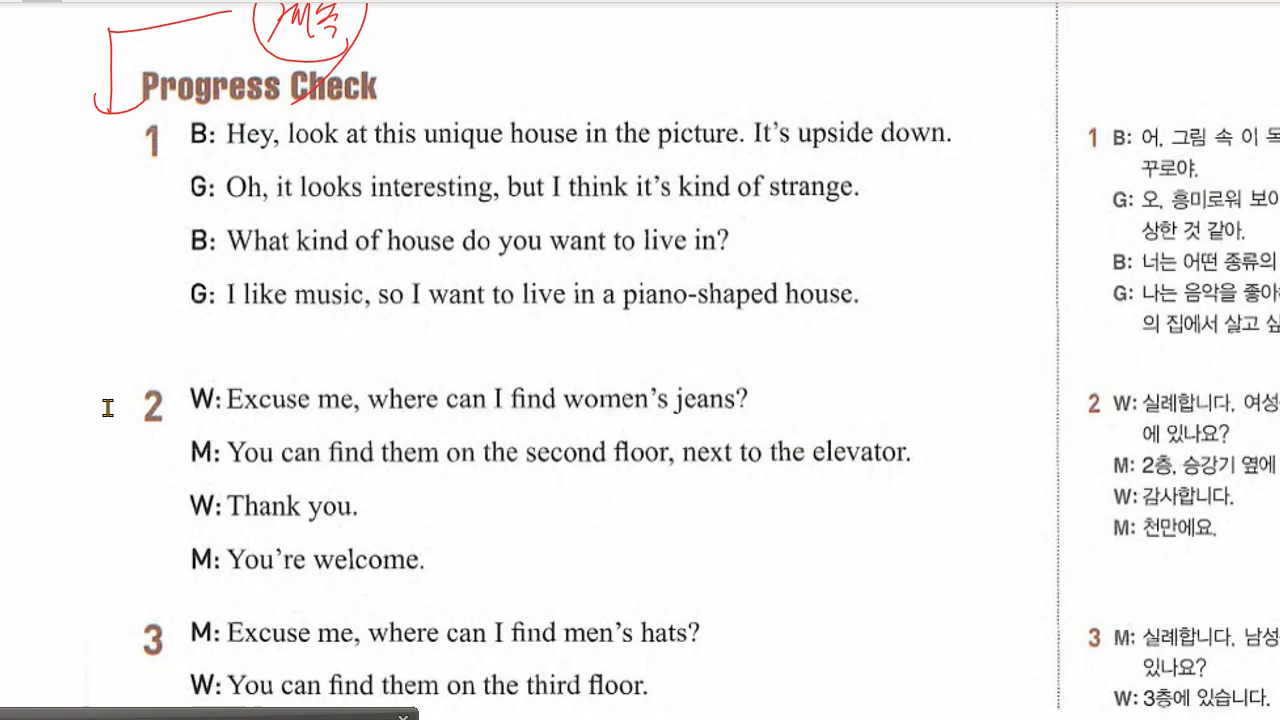 계속
Progress Check
1 B: Hey, look at this unique house in the picture. It's upside down.
G: Oh, it looks interesting, but I think it's kind of strange.
B: What kind of house do you want to live in?
G: I like music, so I want to live in a piano-shaped house.
2 W: Excuse me, where can I find women's jeans?
M: You can find them on the second floor, next to the elevator.
W: Thank you.
M: You're welcome.
3 M: Excuse me, where can I find men's hats?
W: You can find them on the third floor.
1 B: 어, 그림 속 이
꾸로야.
G: 오, 흥미로워
상한 것 같아.
B: 너는 어떤 종류의
G: 나는 음악을
의 집에서 살고
2 W: 실례합니다, 여성
에 있나요?
M: 2층, 승강기 옆에
W: 감사합니다.
M: 천만에요.
3 M: 실례합니다, 남성
있나요?
W: 3층에 있습니다.